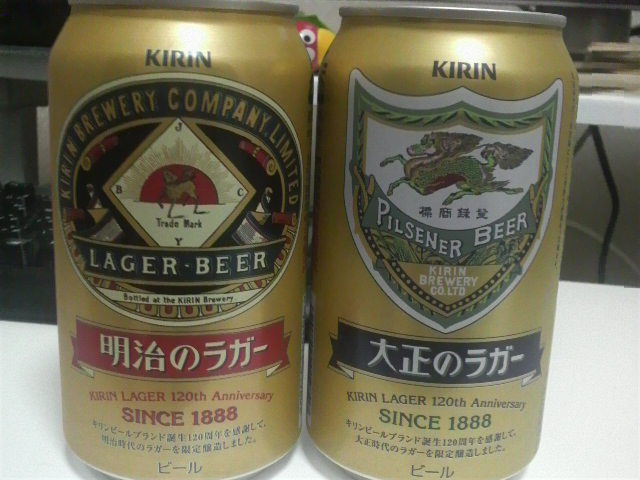 KIRIN
KIRIN BREWERY COMPANY, LIMITED
J
B C
Trade Mark
Y
LAGER-BEER
Bottled at the KIRIN Brewery
明治のラガー
KIRIN LAGER 120th Anniversary
SINCE 1888
キリンビールブランド誕生120周年を感謝して、
明治時代のラガーを限定醸造しました。
ビール
KIRIN
標商録登
PILSENER BEER
KIRIN
BREWERY
CO.LTD
大正のラガー
KIRIN LAGER 120th Anniversary
SINCE 1888
キリンビールブランド誕生120周年を感謝して、
大正時代のラガーを限定醸造しました。
ビール